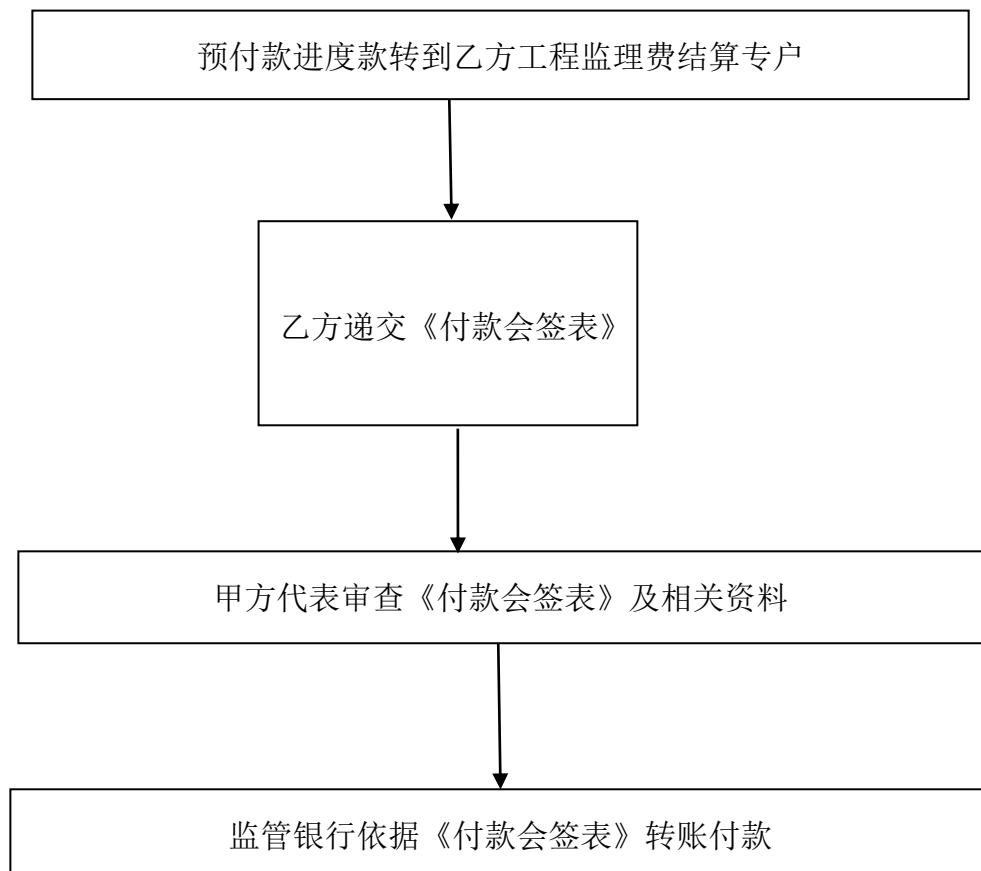 预付款进度款转到乙方工程监理费结算专户
乙方递交《付款会签表》
甲方代表审查《付款会签表》及相关资料
监管银行依据《付款会签表》转账付款